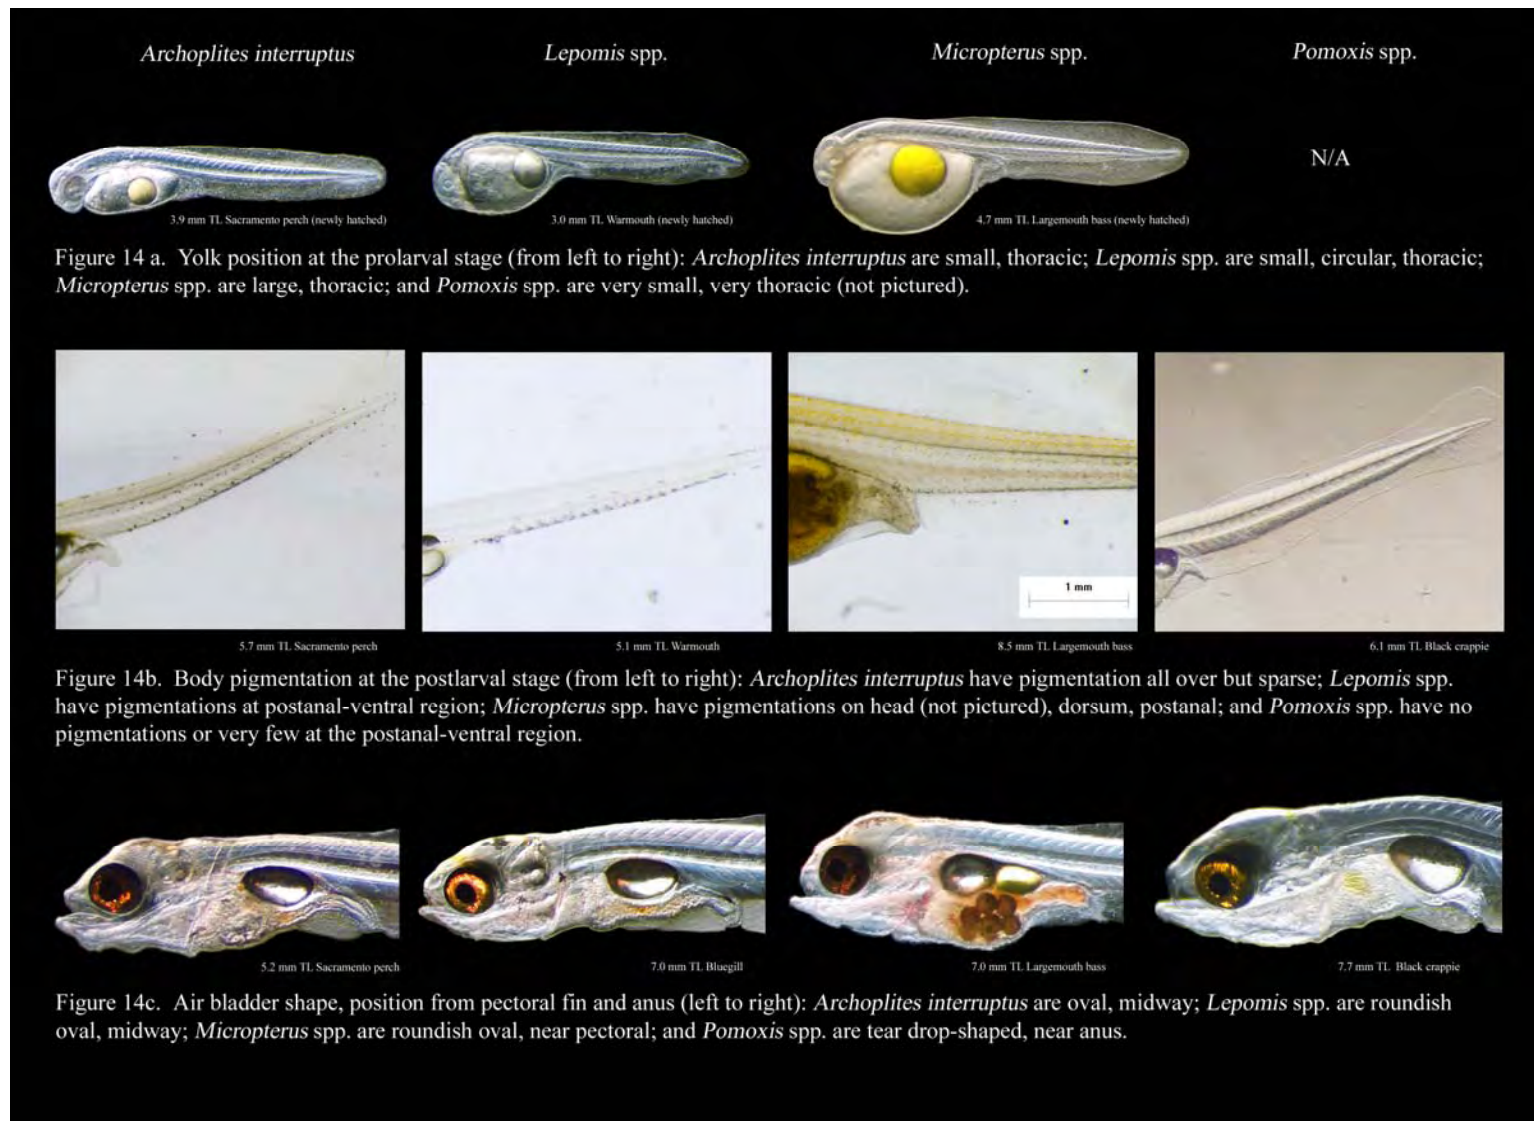 Archoplites interruptus
Lepomis spp.
Micropterus spp.
Pomoxis spp.
N/A
3.9 mm TL Sacramento perch (newly hatched)
3.0 mm TL Warmouth (newly hatched)
4.7 mm TL Largemouth bass (newly hatched)
Figure 14 a. Yolk position at the prolarval stage (from left to right): Archoplites interruptus are small, thoracic; Lepomis spp. are small, circular, thoracic;
Micropterus spp. are large, thoracic; and Pomoxis spp. are very small, very thoracic (not pictured).
1 mm
5.7 mm TL Sacramento perch
5.1 mm TL Warmouth
8.5 mm TL Largemouth bass
6.1 mm TL Black crappie
Figure 14b. Body pigmentation at the postlarval stage (from left to right): Archoplites interruptus have pigmentation all over but sparse; Lepomis spp.
have pigmentations at postanal-ventral region; Micropterus spp. have pigmentations on head (not pictured), dorsum, postanal; and Pomoxis spp. have no
pigmentations or very few at the postanal-ventral region.
5.2 mm TL Sacramento perch
7.0 mm TL Bluegill
7.0 mm TL Largemouth bass
7.7 mm TL Black crappie
Figure 14c. Air bladder shape, position from pectoral fin and anus (left to right): Archoplites interruptus are oval, midway; Lepomis spp. are roundish
oval, midway; Micropterus spp. are roundish oval, near pectoral; and Pomoxis spp. are tear drop-shaped, near anus.